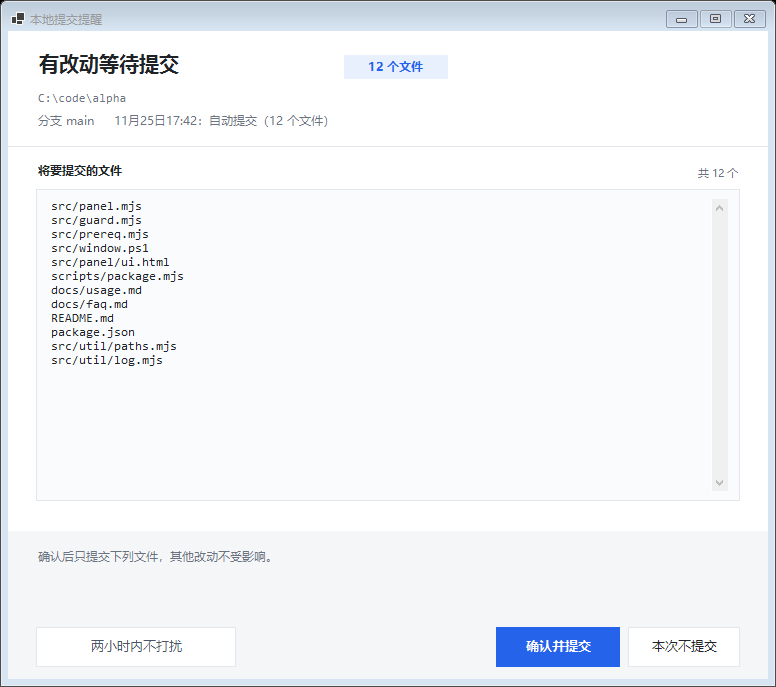 本地提交提醒
有改动等待提交
12 个文件
C:\code\alpha
分支 main 11月25日17:42：自动提交（12 个文件）
将要提交的文件
共 12 个
src/panel.mjs
src/guard.mjs
src/prereq.mjs
src/window.ps1
src/panel/ui.html
scripts/package.mjs
docs/usage.md
docs/faq.md
README.md
package.json
src/util/paths.mjs
src/util/log.mjs
确认后只提交下列文件，其他改动不受影响。
两小时内不打扰
确认并提交
本次不提交